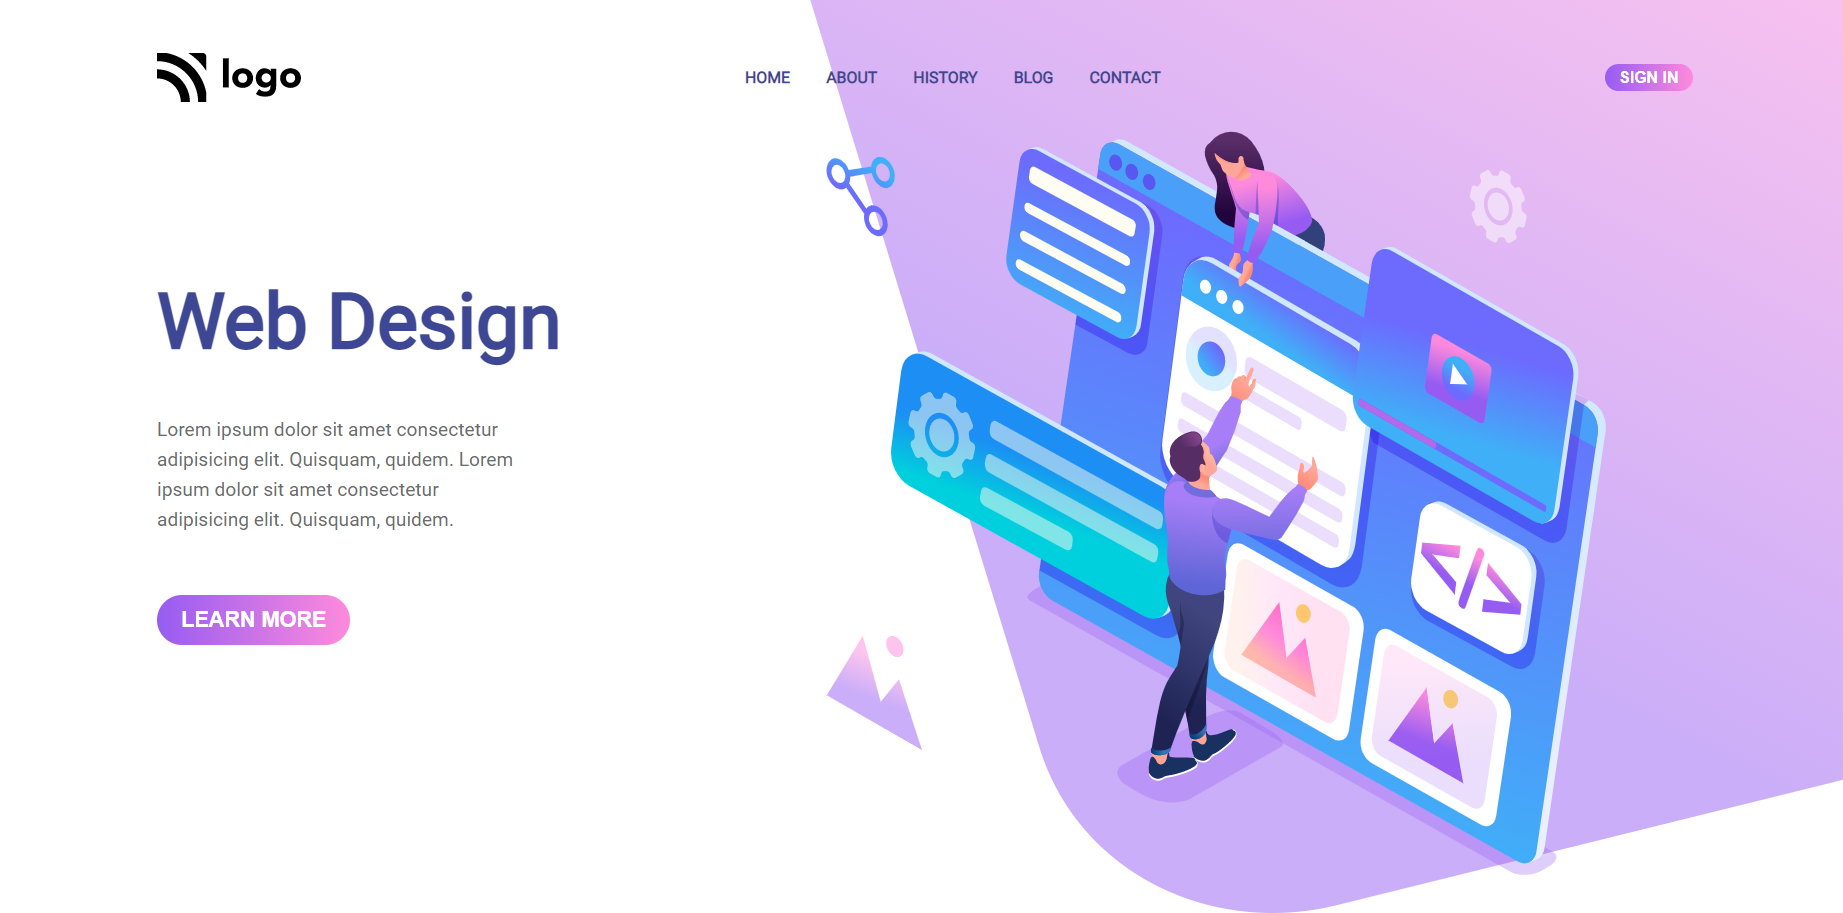 logo
HOME ABOUT HISTORY BLOG CONTACT
SIGN IN
Web Design
Lorem ipsum dolor sit amet consectetur
adipisicing elit. Quisquam, quidem. Lorem
ipsum dolor sit amet consectetur
adipisicing elit. Quisquam, quidem.
LEARN MORE
</>